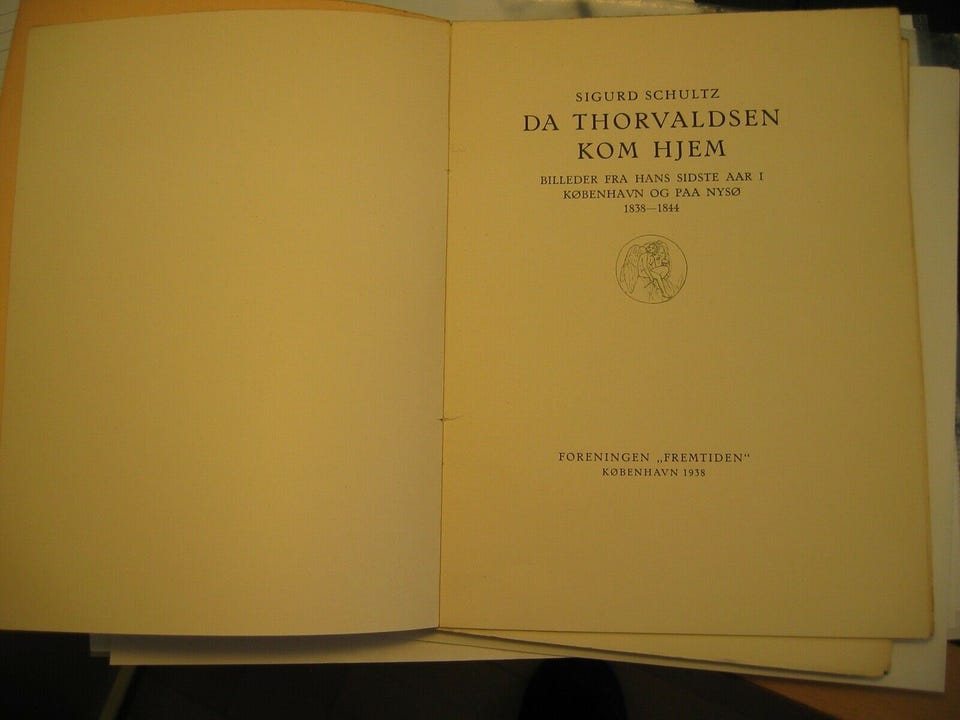 SIGURD SCHULTZ
DA THORVALDSEN
KOM HJEM
BILLEDER FRA HANS SIDSTE AAR I
KØBENHAVN OG PAA NYSØ
1838—1844
FORENINGEN „FREMTIDEN“
KØBENHAVN 1938